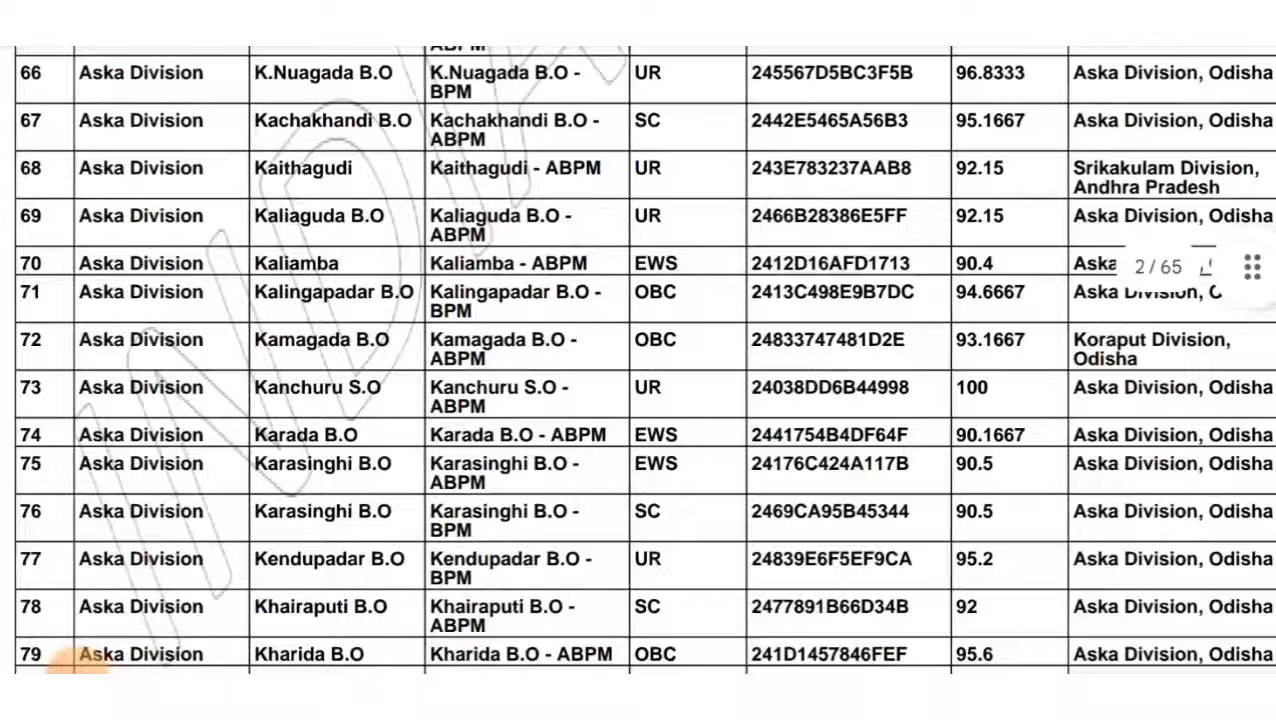 ABPM
66 Aska Division K.Nuagada B.O K.Nuagada B.O - BPM UR 245567D5BC3F5B 96.8333 Aska Division, Odisha
67 Aska Division Kachakhandi B.O Kachakhandi B.O - ABPM SC 2442E5465A56B3 95.1667 Aska Division, Odisha
68 Aska Division Kaithagudi Kaithagudi - ABPM UR 243E783237AAB8 92.15 Srikakulam Division, Andhra Pradesh
69 Aska Division Kaliaguda B.O Kaliaguda B.O - ABPM UR 2466B28386E5FF 92.15 Aska Division, Odisha
70 Aska Division Kaliamba Kaliamba - ABPM EWS 2412D16AFD1713 90.4 Aska
2 / 65
71 Aska Division Kalingapadar B.O Kalingapadar B.O - BPM OBC 2413C498E9B7DC 94.6667 Aska Division, O
72 Aska Division Kamagada B.O Kamagada B.O - ABPM OBC 24833747481D2E 93.1667 Koraput Division, Odisha
73 Aska Division Kanchuru S.O Kanchuru S.O - ABPM UR 24038DD6B44998 100 Aska Division, Odisha
74 Aska Division Karada B.O Karada B.O - ABPM EWS 2441754B4DF64F 90.1667 Aska Division, Odisha
75 Aska Division Karasinghi B.O Karasinghi B.O - ABPM EWS 24176C424A117B 90.5 Aska Division, Odisha
76 Aska Division Karasinghi B.O Karasinghi B.O - BPM SC 2469CA95B45344 90.5 Aska Division, Odisha
77 Aska Division Kendupadar B.O Kendupadar B.O - BPM UR 24839E6F5EF9CA 95.2 Aska Division, Odisha
78 Aska Division Khairaputi B.O Khairaputi B.O - ABPM SC 2477891B66D34B 92 Aska Division, Odisha
79 Aska Division Kharida B.O Kharida B.O - ABPM OBC 241D1457846FEF 95.6 Aska Division, Odisha
INDIA